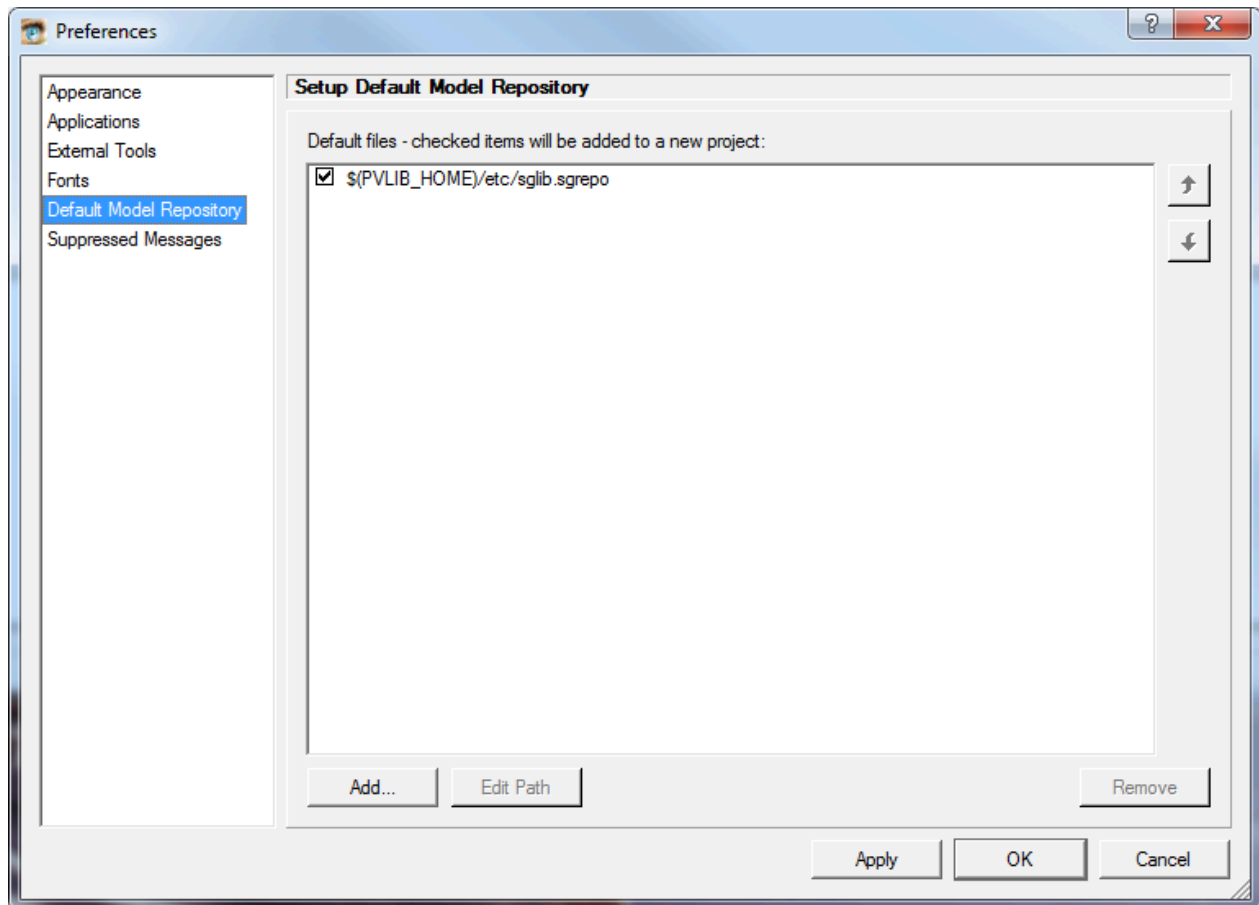 Preferences
?
X
Appearance
Applications
External Tools
Fonts
Default Model Repository
Suppressed Messages
Setup Default Model Repository
Default files - checked items will be added to a new project:
$(PVLIB_HOME)/etc/sglib.sgrepo
Add...
Edit Path
Remove
Apply
OK
Cancel